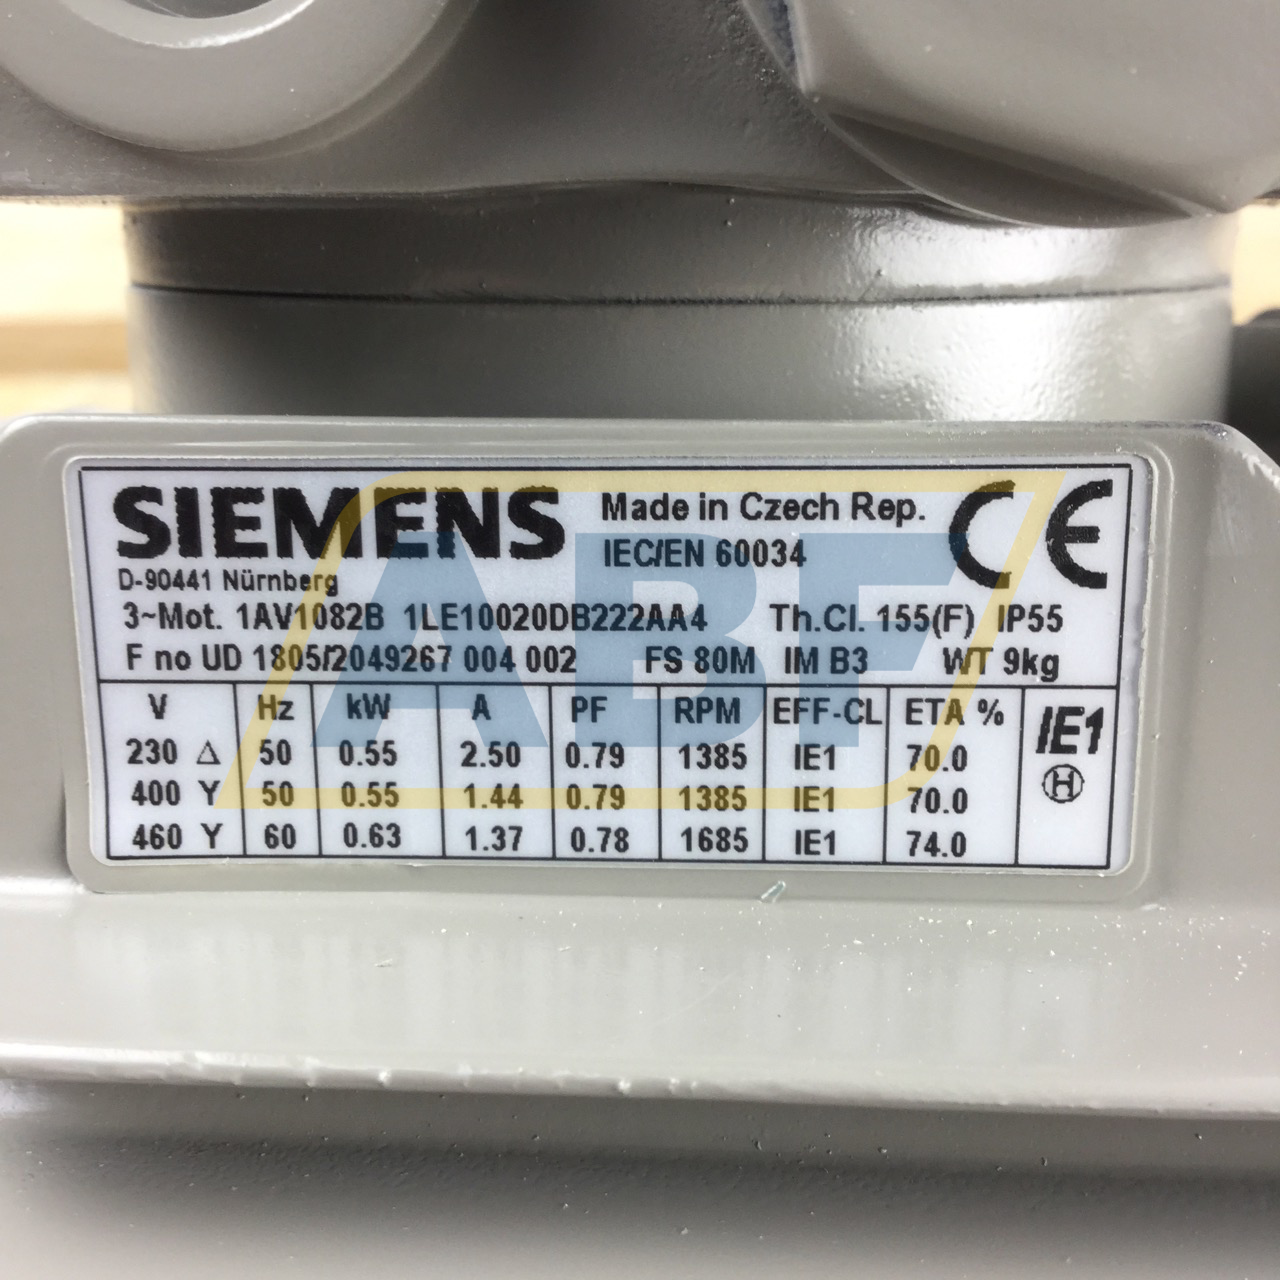 SIEMENS
Made in Czech Rep.
IEC/EN 60034
CE
D-90441 Nürnberg
3~Mot. 1AV1082B 1LE10020DB222AA4 Th.Cl. 155(F) IP55
F no UD 1805/2049267 004 002 FS 80M IM B3 WT 9kg
V Hz kW A PF RPM EFF-CL ETA %
230 Δ 50 0.55 2.50 0.79 1385 IE1 70.0
400 Y 50 0.55 1.44 0.79 1385 IE1 70.0
460 Y 60 0.63 1.37 0.78 1685 IE1 74.0
IE1
H
ABF